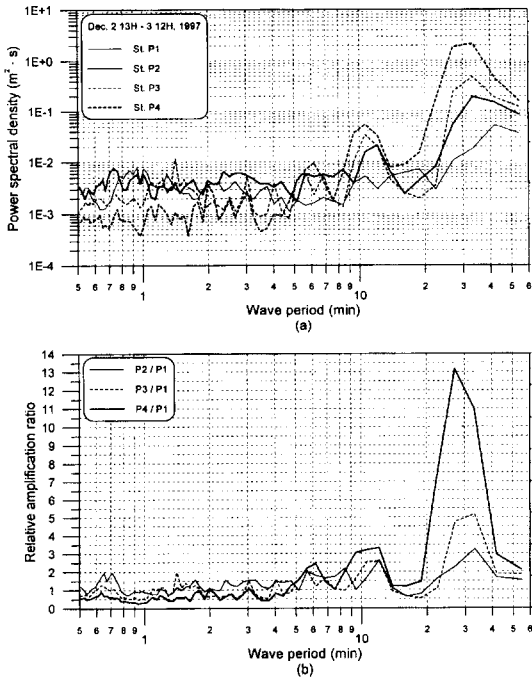 Dec. 2 13H - 3 12H, 1997
St. P1
St. P2
St. P3
St. P4
Power spectral density (m² · s)
1E+1
1E+0
1E-1
1E-2
1E-3
1E-4
5 6 7 8 9 1 2 3 4 5 6 7 8 9 10 2 3 4 5 6
Wave period (min)
(a)
P2 / P1
P3 / P1
P4 / P1
Relative amplification ratio
14
13
12
11
10
9
8
7
6
5
4
3
2
1
0
5 6 7 8 9 1 2 3 4 5 6 7 8 9 10 2 3 4 5 6
Wave period (min)
(b)